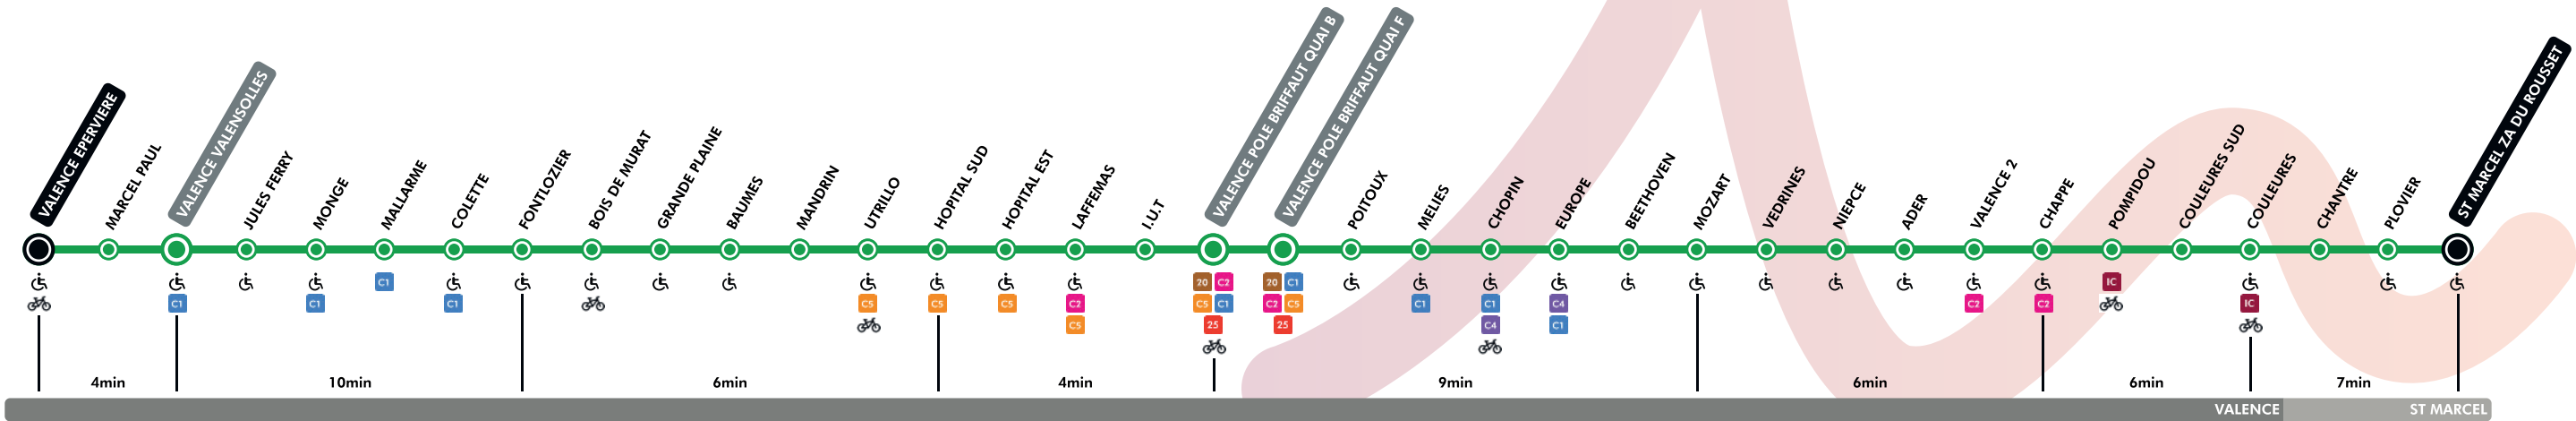 VALENCE EPERVIERE
MARCEL PAUL
VALENCE VALENSOLLES
JULES FERRY
MONGE
MALLARME
COLETTE
FONTLOZIER
BOIS DE MURAT
GRANDE PLAINE
BAUMES
MANDRIN
UTRILLO
HOPITAL SUD
HOPITAL EST
LAFFEMAS
I.U.T
VALENCE POLE BRIFFAUT QUAI B
VALENCE POLE BRIFFAUT QUAI F
POITOUX
MELIES
CHOPIN
EUROPE
BEETHOVEN
MOZART
VEDRINES
NIEPCE
ADER
VALENCE 2
CHAPPE
POMPIDOU
COULEURES SUD
COULEURES
CHANTRE
PLOVIER
ST MARCEL ZA DU ROUSSET
C1
C1
C1
C1
C5
C5
C5
C2
C5
20 C2
C5 C1
25
20 C1
C2 C5
25
C1
C1
C4
C4
C1
C2
C2
IC
IC
4min
10min
6min
4min
9min
6min
6min
7min
VALENCE
ST MARCEL